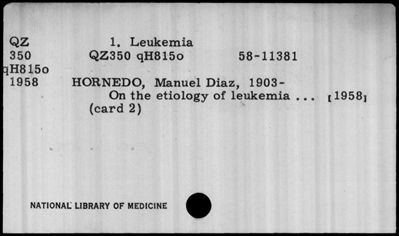 QZ 1. Leukemia
350 QZ350 qH815o 58-11381
qH815o
1958 HORNEDO, Manuel Diaz, 1903-
On the etiology of leukemia ... [1958]
(card 2)
NATIONAL LIBRARY OF MEDICINE